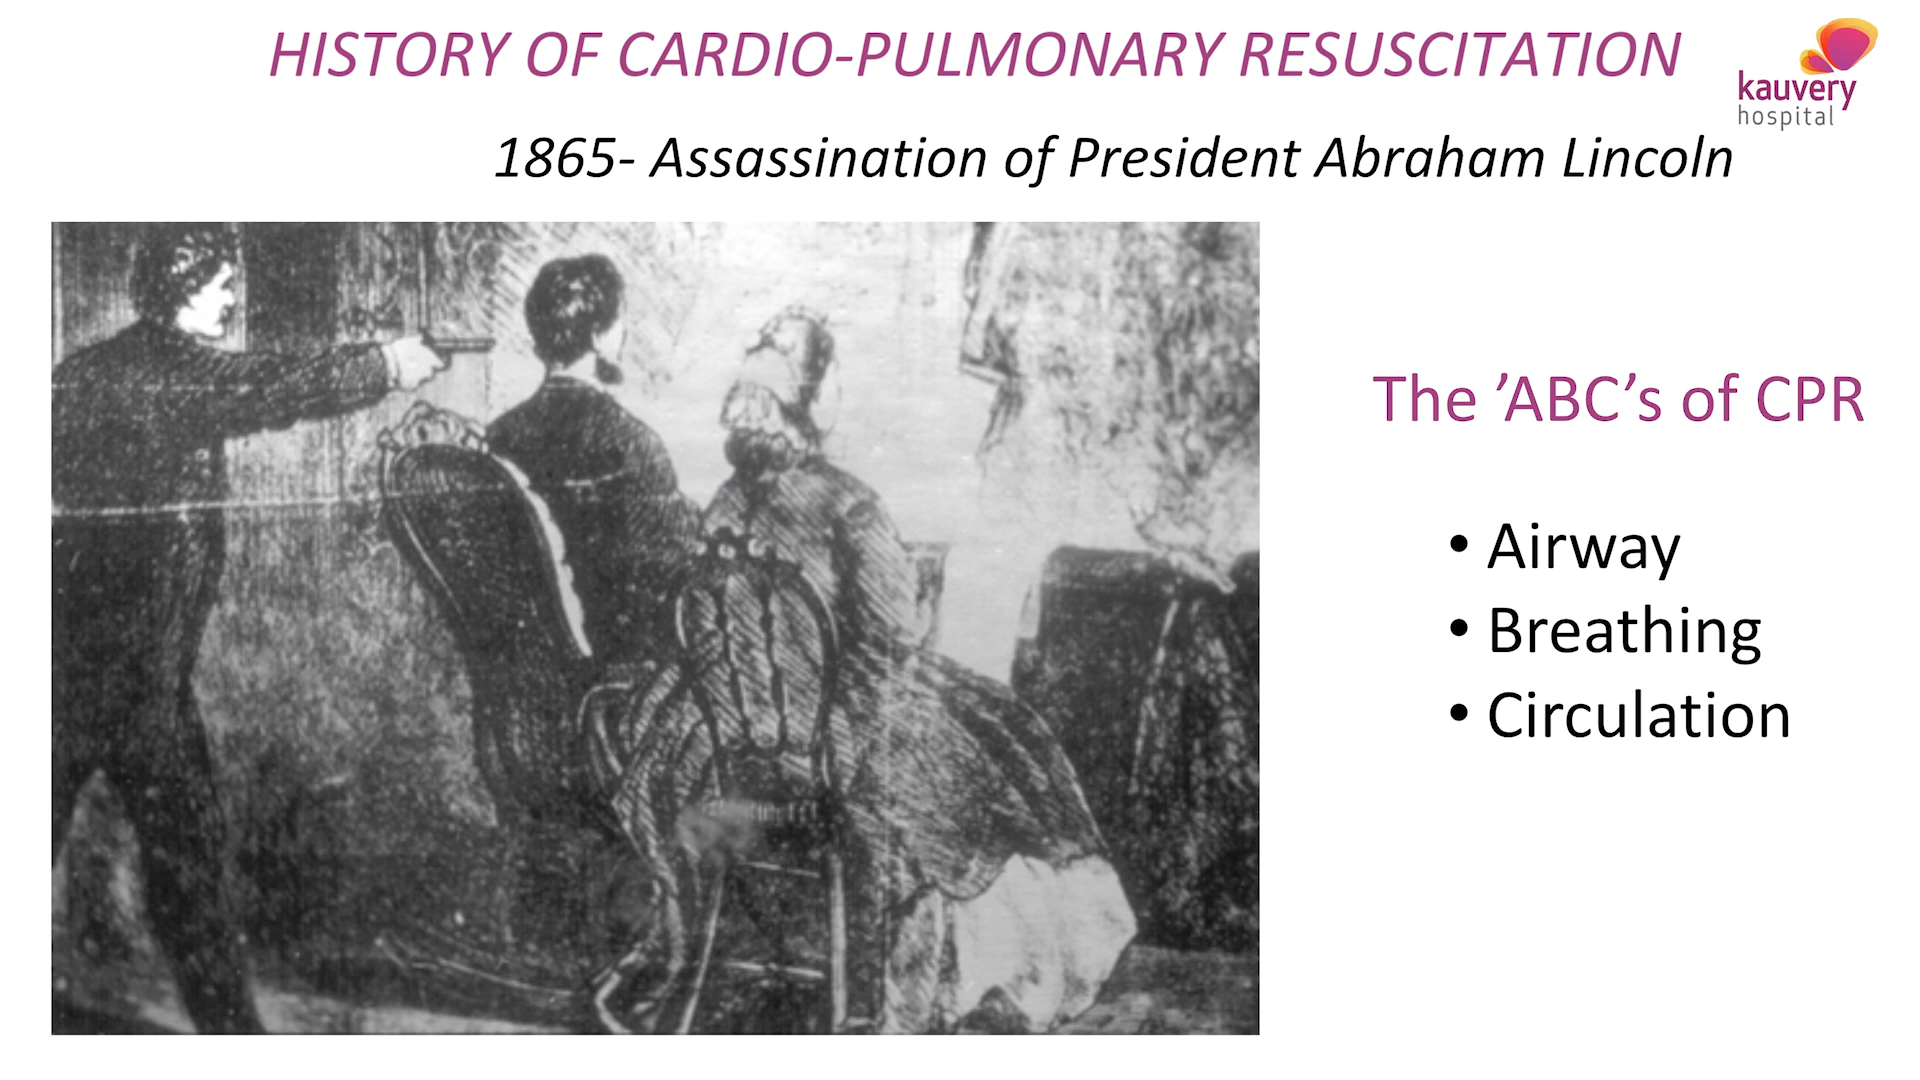 HISTORY OF CARDIO-PULMONARY RESUSCITATION
kauvery
hospital
1865- Assassination of President Abraham Lincoln
The ’ABC’s of CPR
• Airway
• Breathing
• Circulation